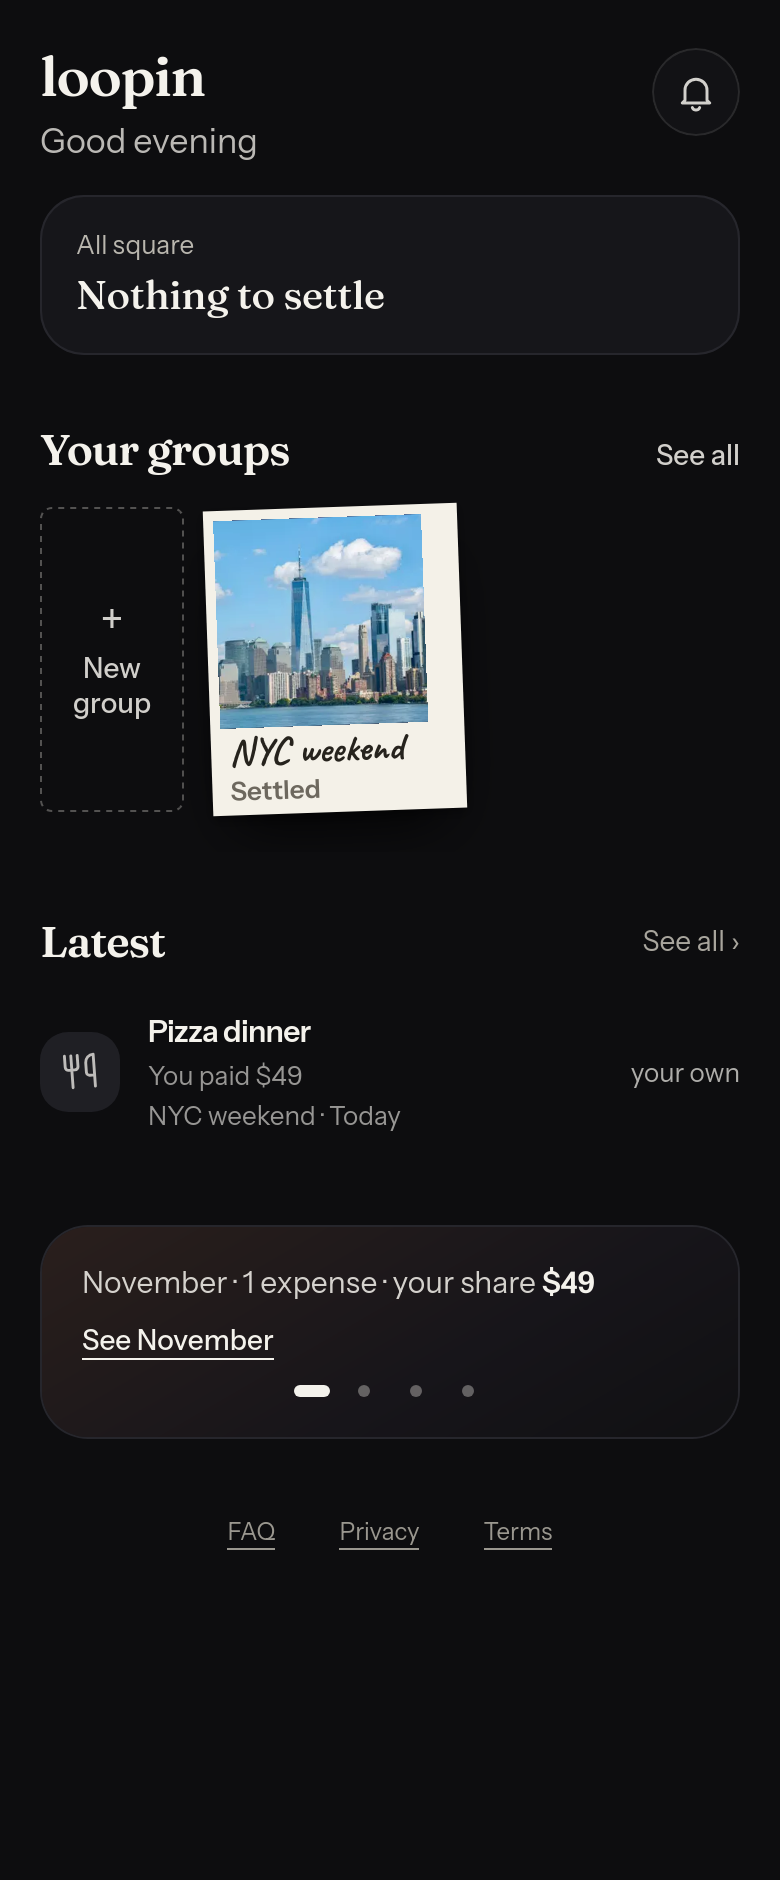 loopin
Good evening
All square
Nothing to settle
Your groups
See all
+
New
group
NYC weekend
Settled
Latest
See all ›
Pizza dinner
You paid $49
NYC weekend · Today
your own
November · 1 expense · your share $49
See November
FAQ
Privacy
Terms